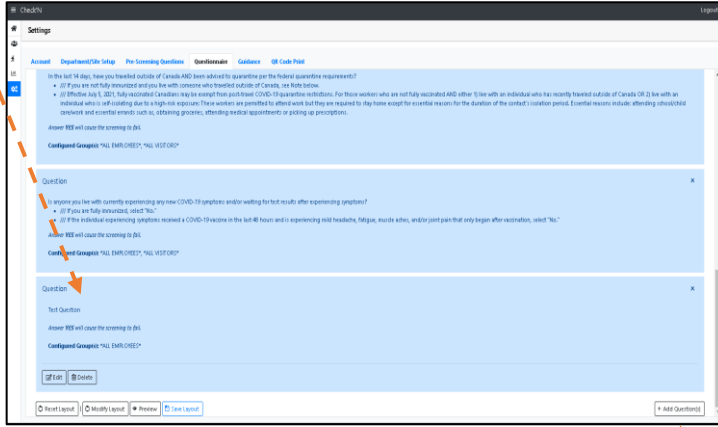 Check'N
Logout
Settings
Account Department/Site Setup Pre-Screening Questions Questionnaire Guidance QR Code Print
In the last 14 days, have you travelled outside of Canada AND been advised to quarantine per the federal quarantine requirements?
• /// If you are not fully immunized and you live with someone who travelled outside of Canada, see Note below.
• /// Effective July 5, 2021, fully vaccinated Canadians may be exempt from post-travel COVID-19 quarantine restrictions. For those workers who are not fully vaccinated AND either 1) live with an individual who has recently traveled outside of Canada OR 2) live with an
individual who is self-isolating due to a high-risk exposure: These workers are permitted to attend work but they are required to stay home except for essential reasons for the duration of the contact's isolation period. Essential reasons include: attending school/child
care/work and essential errands such as, obtaining groceries, attending medical appointments or picking up prescriptions.
Answer YES will cause the screening to fail.
Configured Group(s): *ALL EMPLOYEES*, *ALL VISITORS*
Question ×
Is anyone you live with currently experiencing any new COVID-19 symptoms and/or waiting for test results after experiencing symptoms?
• /// If you are fully immunized, select "No."
• /// If the individual experiencing symptoms received a COVID-19 vaccine in the last 48 hours and is experiencing mild headache, fatigue, muscle aches, and/or joint pain that only began after vaccination, select "No."
Answer YES will cause the screening to fail.
Configured Group(s): *ALL EMPLOYEES*, *ALL VISITORS*
Question ×
Test Question
Answer YES will cause the screening to fail.
Configured Group(s): *ALL EMPLOYEES*
Edit Delete
Reset Layout | Modify Layout Preview Save Layout + Add Question(s)